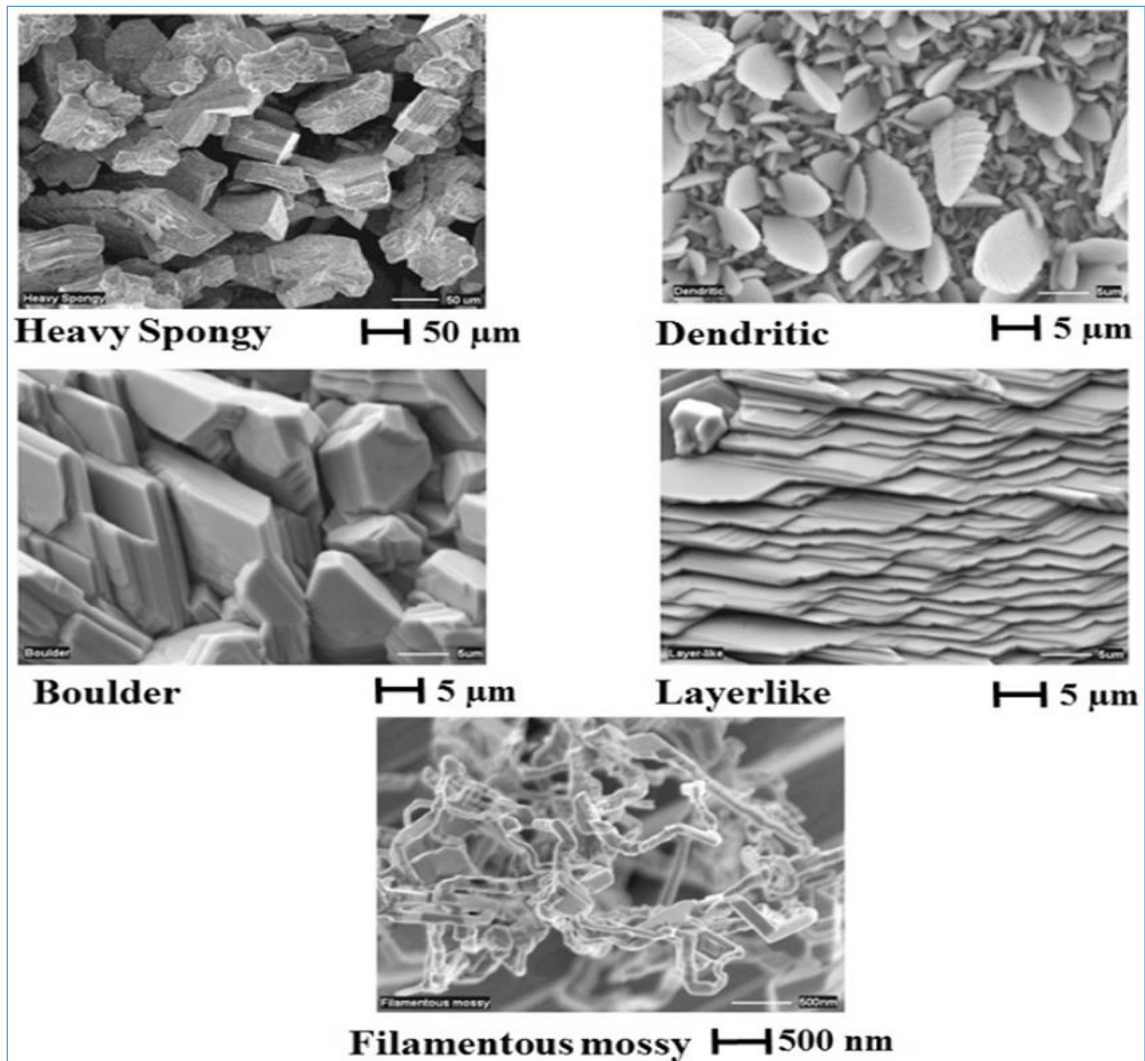 Heavy Spongy 50 um
Dendritic 5um
Heavy Spongy 50 μm
Dendritic 5 μm
Boulder 5um
Layer-like 5um
Boulder 5 μm
Layerlike 5 μm
Filamentous mossy 500nm
Filamentous mossy 500 nm